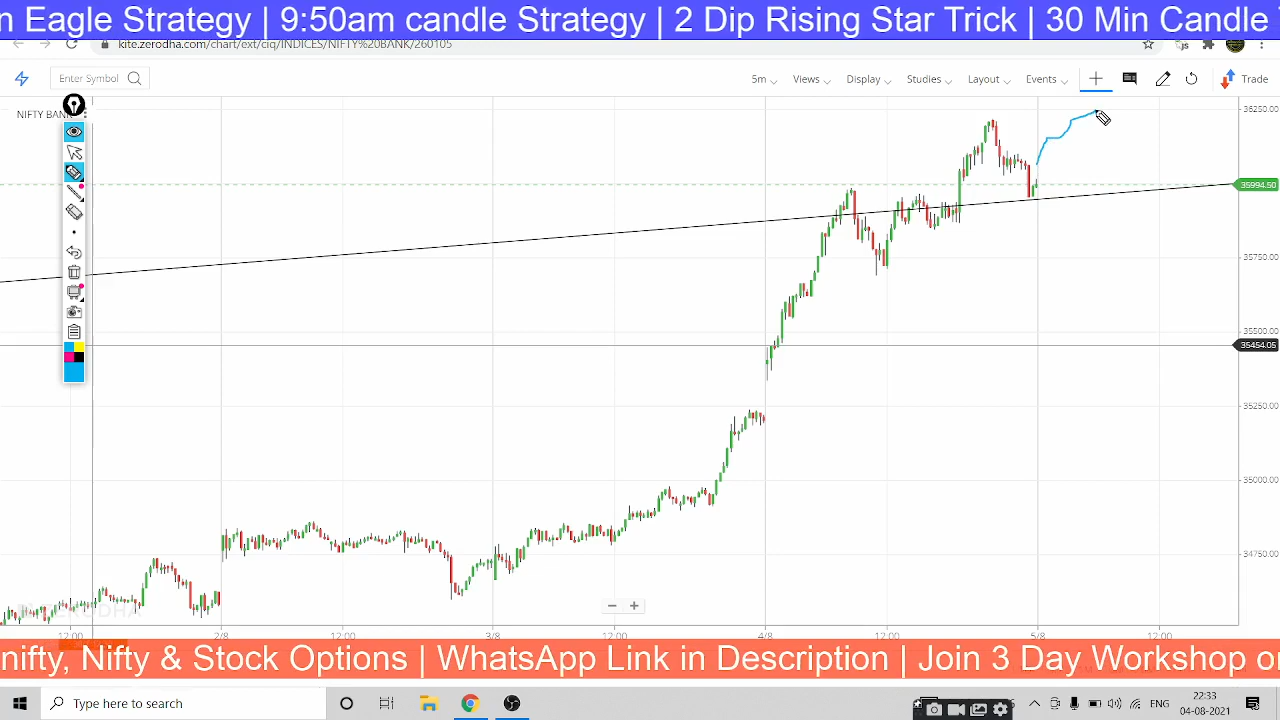 n Eagle Strategy | 9:50am candle Strategy | 2 Dip Rising Star Trick | 30 Min Candle
kite.zerodha.com/chart/ext/ciq/INDICES/NIFTY%20BANK/260105
Enter Symbol
5m Views Display Studies Layout Events Trade
NIFTY BANK
36250.00
35994.50
35750.00
35500.00
35454.05
35250.00
35000.00
34750.00
12:00 2/8 12:00 3/8 12:00 4/8 12:00 5/8 12:00
nifty, Nifty & Stock Options | WhatsApp Link in Description | Join 3 Day Workshop o
Type here to search
ENG
22:33
04-08-2021